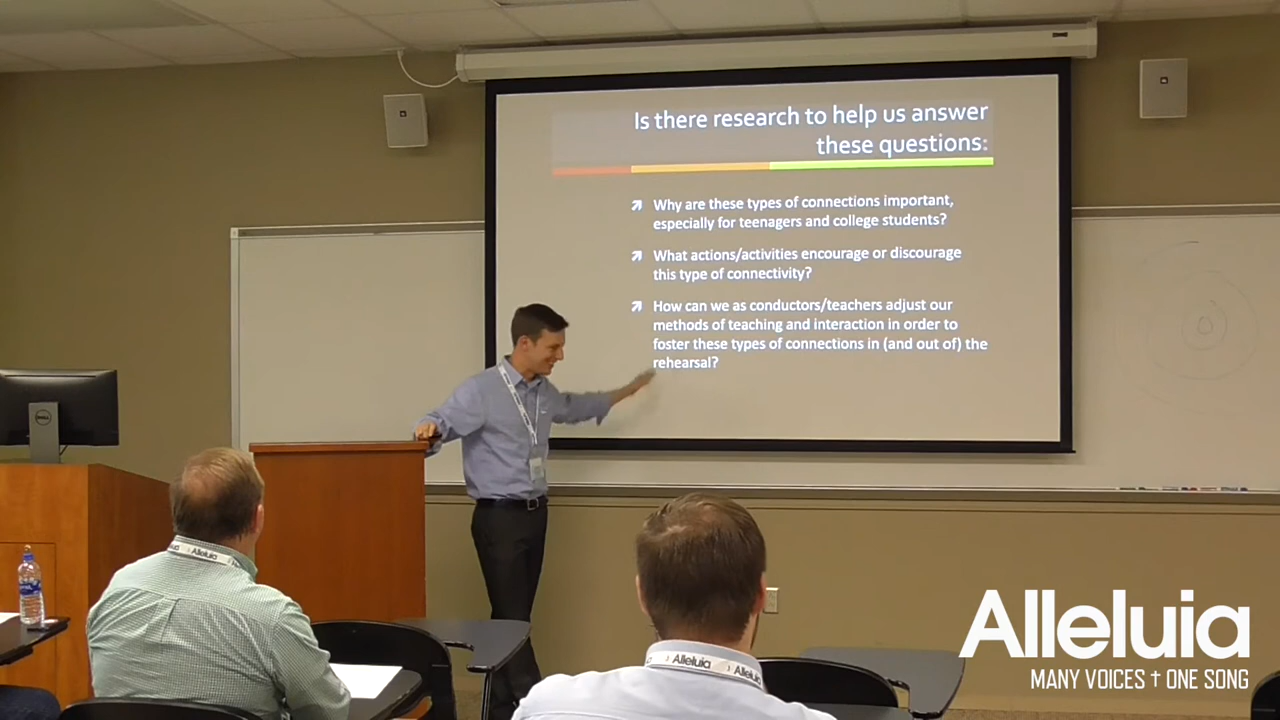 Is there research to help us answer
these questions:
Why are these types of connections important,
especially for teenagers and college students?
What actions/activities encourage or discourage
this type of connectivity?
How can we as conductors/teachers adjust our
methods of teaching and interaction in order to
foster these types of connections in (and out of) the
rehearsal?
DELL
Alleluia
Alleluia
Alleluia
MANY VOICES † ONE SONG